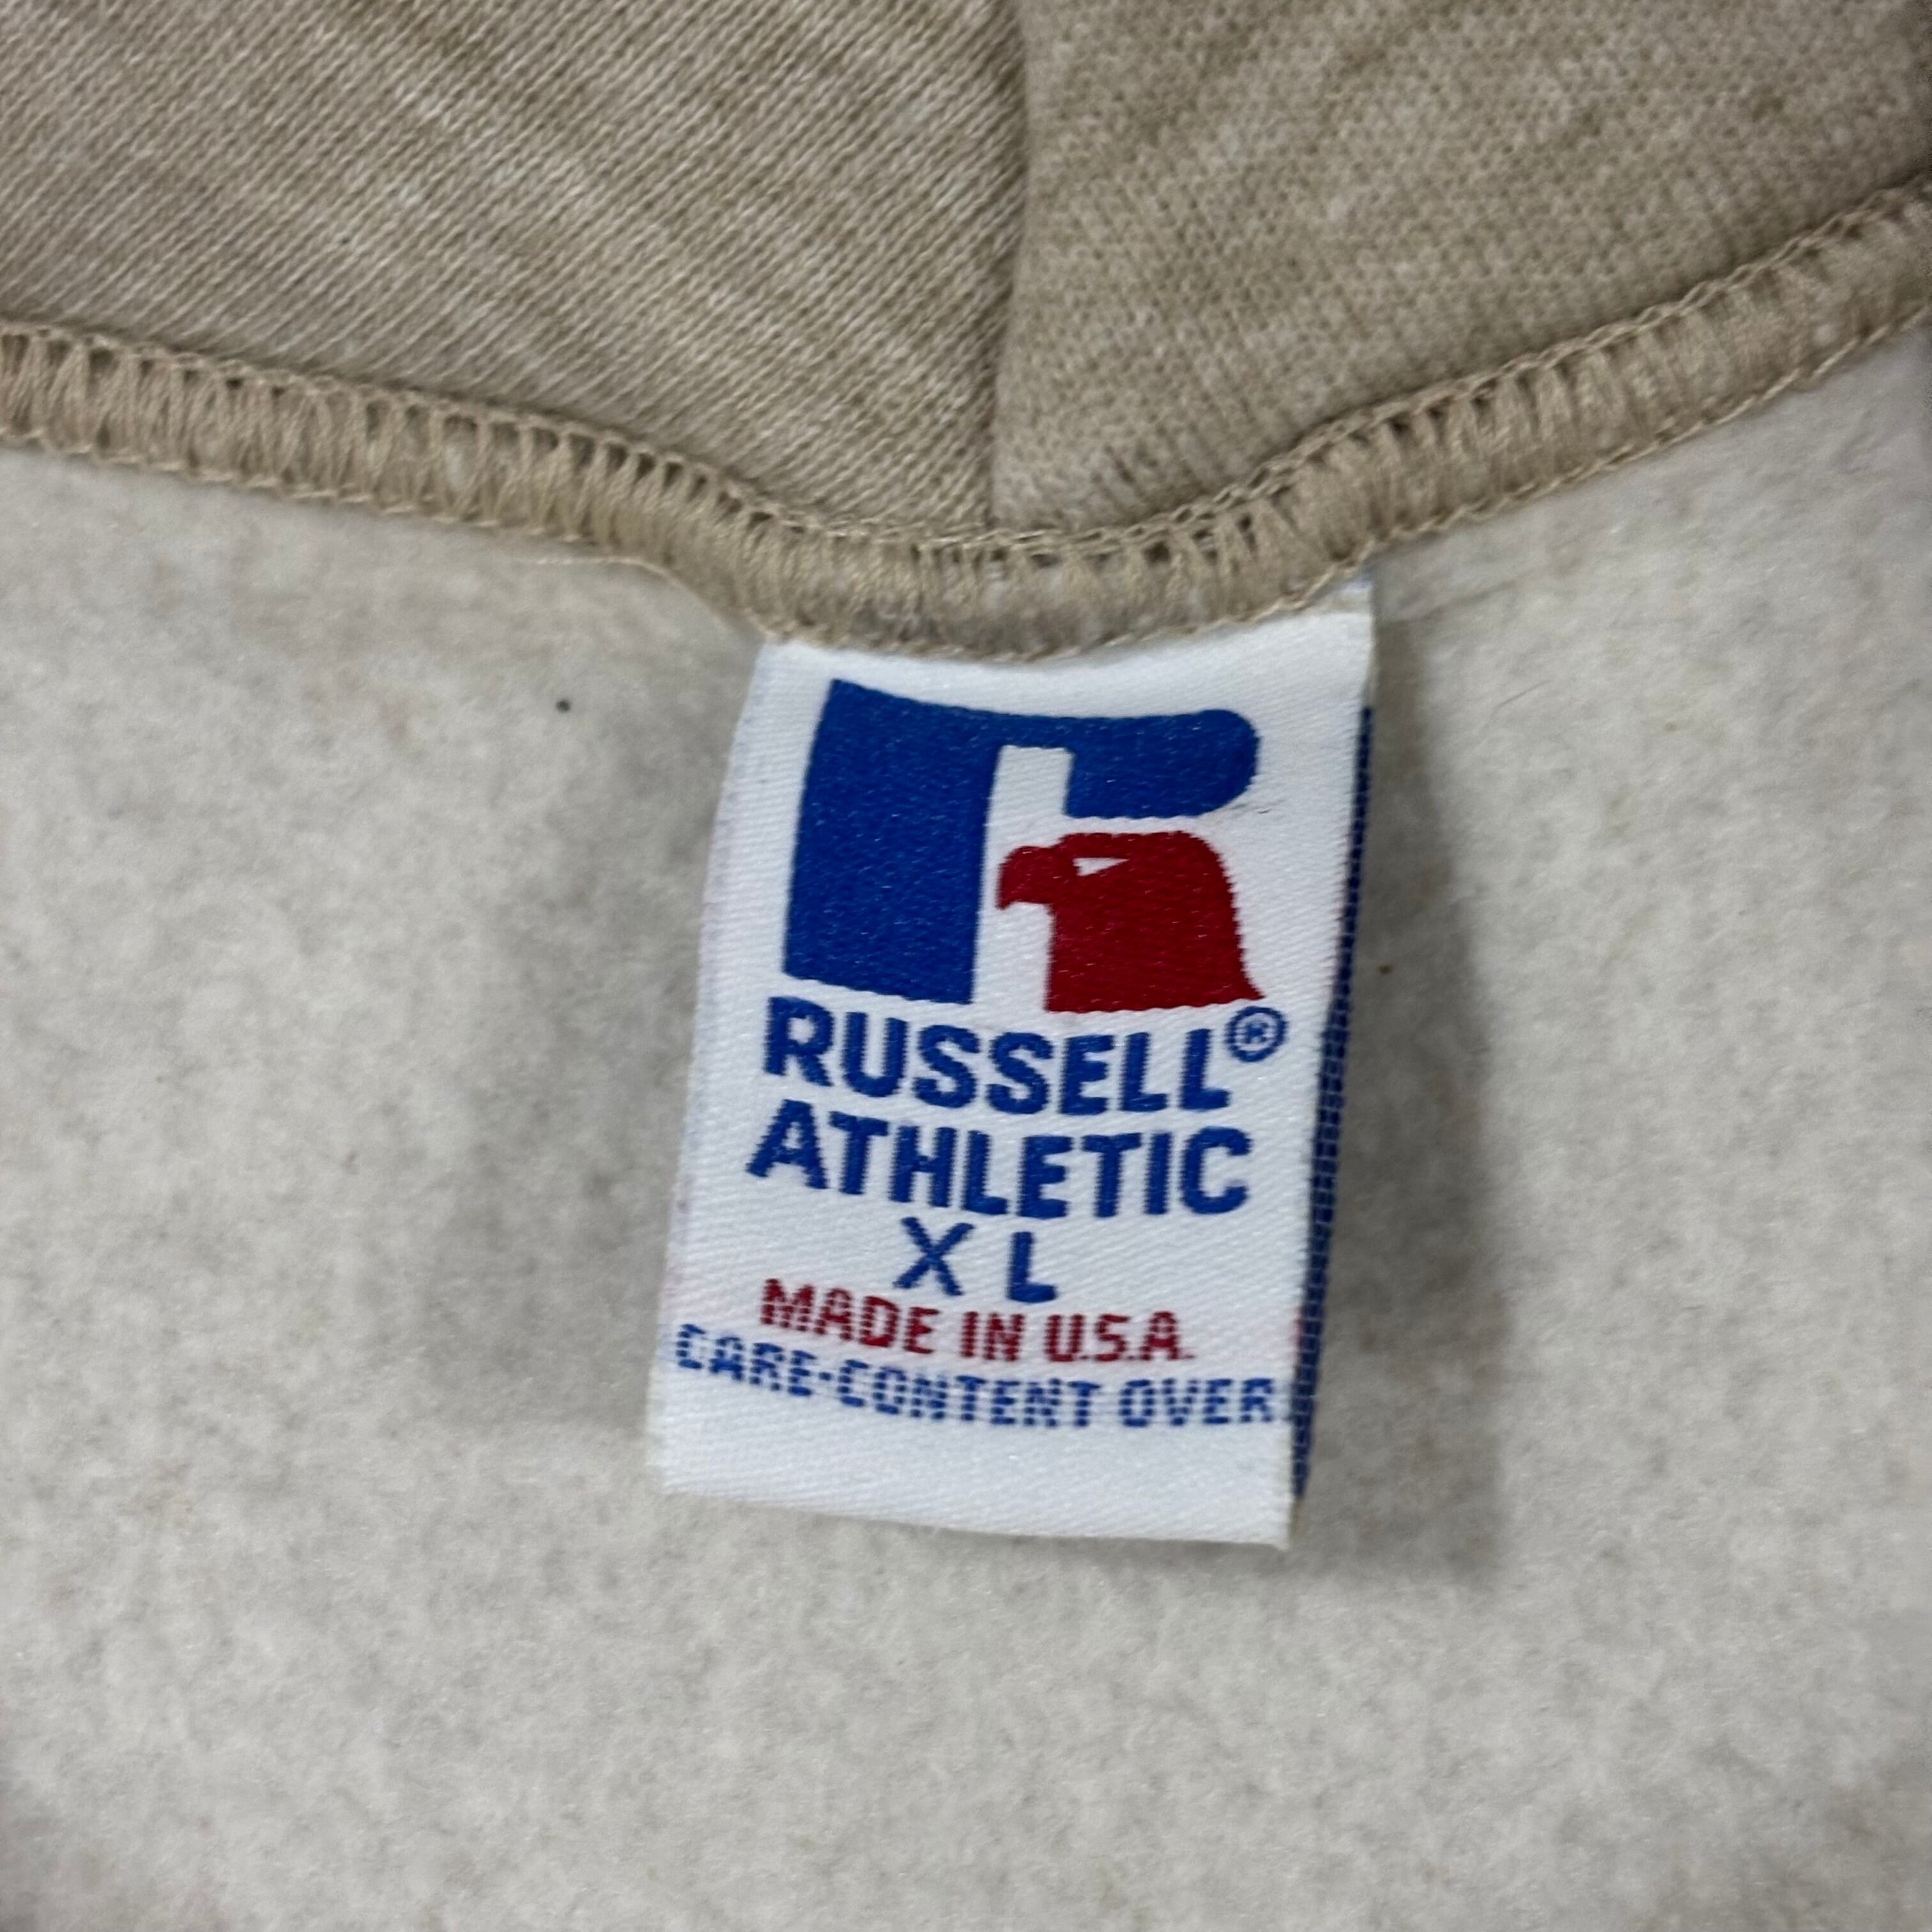 RUSSELL®
ATHLETIC
XL
MADE IN U.S.A.
CARE-CONTENT OVER